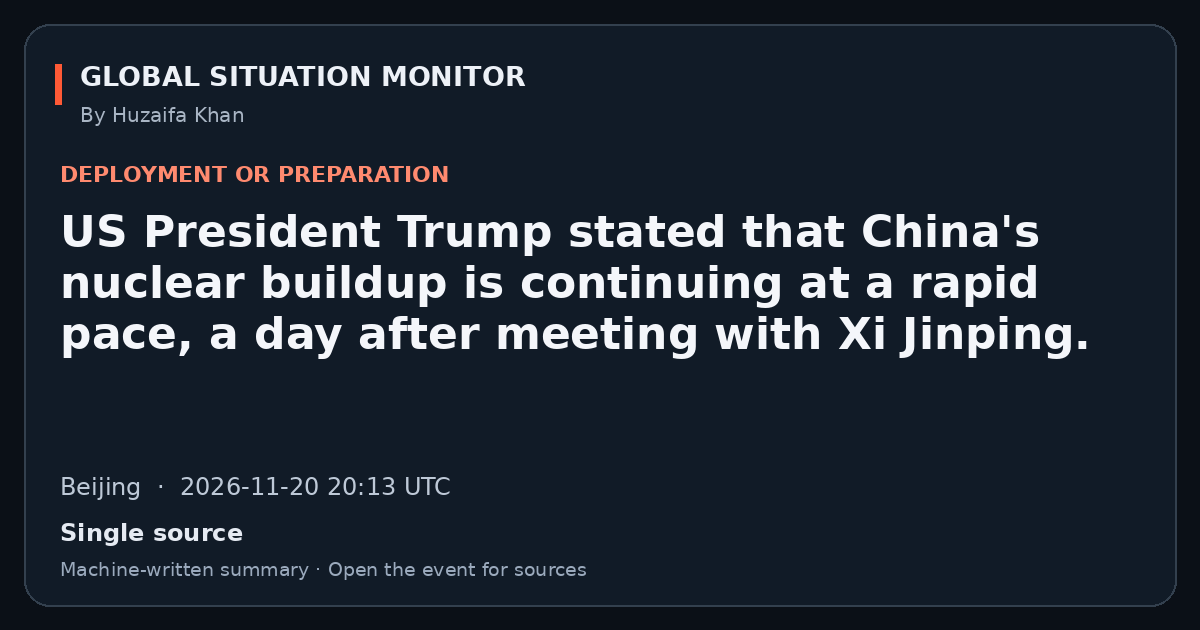 GLOBAL SITUATION MONITOR
By Huzaifa Khan
DEPLOYMENT OR PREPARATION
US President Trump stated that China's
nuclear buildup is continuing at a rapid
pace, a day after meeting with Xi Jinping.
Beijing · 2026-11-20 20:13 UTC
Single source
Machine-written summary · Open the event for sources